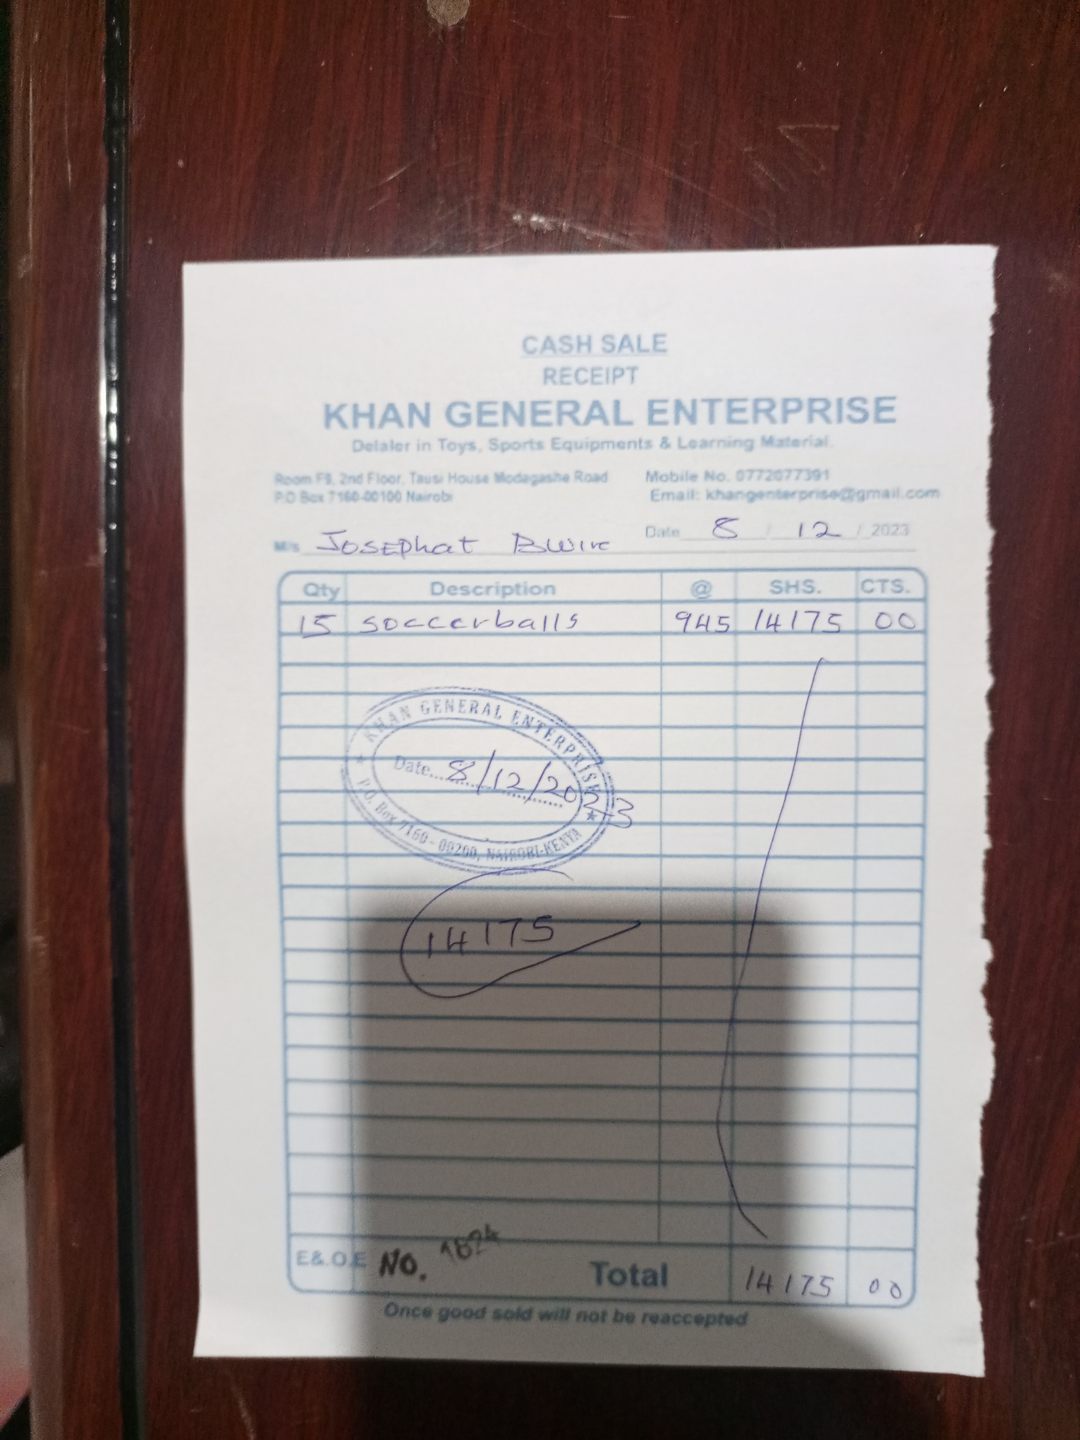 CASH SALE
RECEIPT
KHAN GENERAL ENTERPRISE
Delaler in Toys, Sports Equipments & Learning Material.
Room F9, 2nd Floor, Tausi House Modagashe Road
P.O Box 7160-00100 Nairobi
Mobile No. 0772077391
Email: khangenterprise@gmail.com
M/s Josephat Bwire
Date 8 / 12 / 2023
Qty Description @ SHS. CTS.
15 soccerballs 945 14175 00
KHAN GENERAL ENTERPRISE
Date... 8/12/2023
P.O. Box 7160 - 00200, NAIROBI-KENYA
14175
E&.O.E No. 1824
Total 14175 00
Once good sold will not be reaccepted